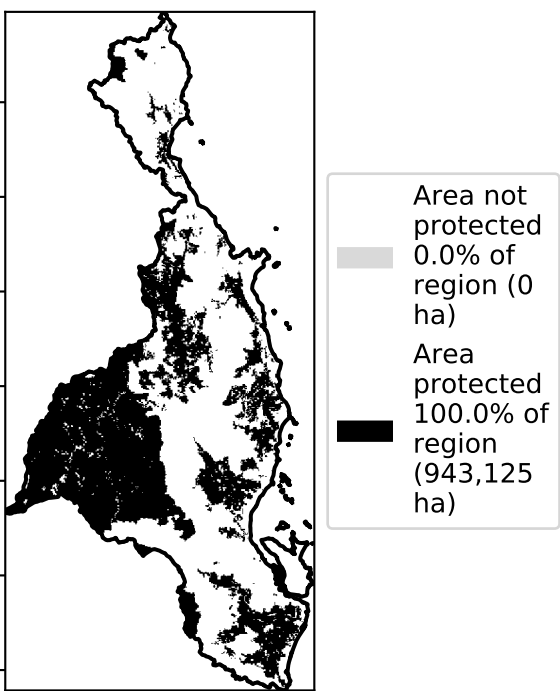 Area not
protected
0.0% of
region (0
ha)
Area
protected
100.0% of
region
(943,125
ha)